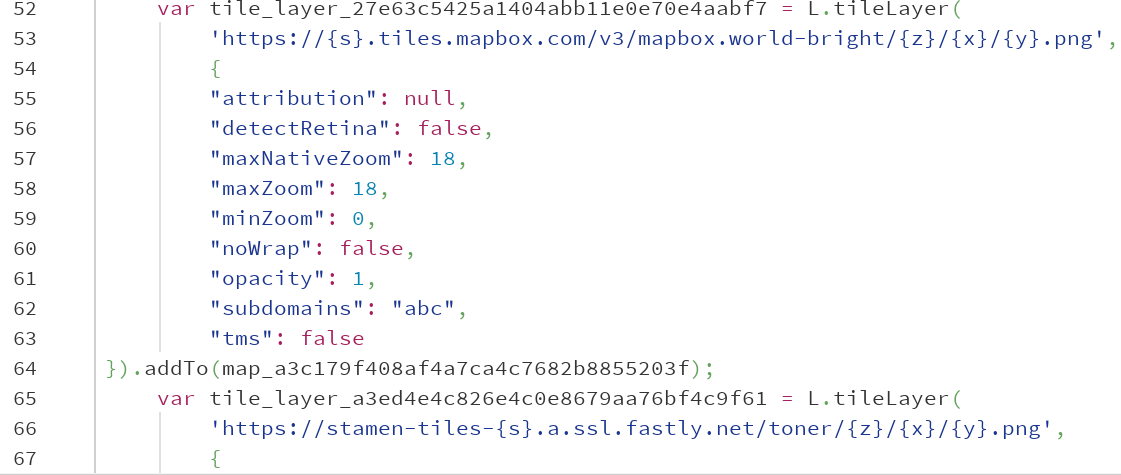 52 var tile_layer_27e63c5425a1404abb11e0e70e4aabf7 = L.tileLayer(
53 'https://{s}.tiles.mapbox.com/v3/mapbox.world-bright/{z}/{x}/{y}.png',
54 {
55 "attribution": null,
56 "detectRetina": false,
57 "maxNativeZoom": 18,
58 "maxZoom": 18,
59 "minZoom": 0,
60 "noWrap": false,
61 "opacity": 1,
62 "subdomains": "abc",
63 "tms": false
64 }).addTo(map_a3c179f408af4a7ca4c7682b8855203f);
65 var tile_layer_a3ed4e4c826e4c0e8679aa76bf4c9f61 = L.tileLayer(
66 'https://stamen-tiles-{s}.a.ssl.fastly.net/toner/{z}/{x}/{y}.png',
67 {